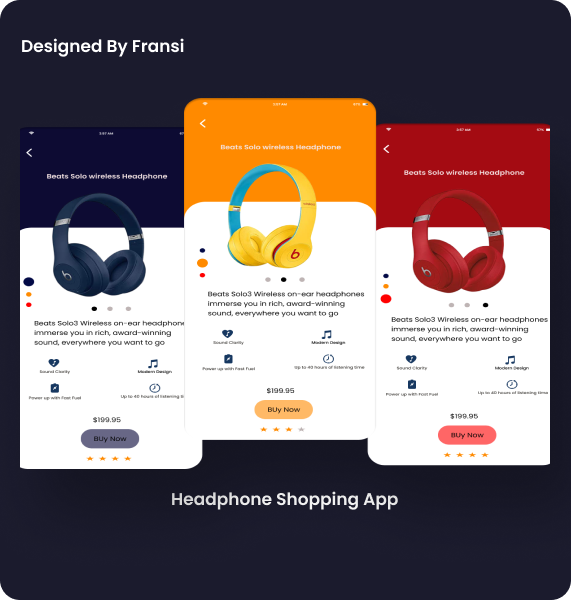 Designed By Fransi
3:57 AM
Beats Solo wireless Headphone
Beats Solo3 Wireless on-ear headphones
immerse you in rich, award-winning
sound, everywhere you want to go
Sound Clarity
Modern Design
Power up with Fast Fuel
Up to 40 hours of listening t
$199.95
BUy Now
3:57 AM
Beats Solo wireless Headphone
b
Beats Solo3 Wireless on-ear headphones
immerse you in rich, award-winning
sound, everywhere you want to go
Sound Clarity
Modern Design
Power up with Fast Fuel
Up to 40 hours of listening time
$199.95
BUy Now
3:57 AM
Beats Solo wireless Headphone
Beats Solo3 Wireless on-ear headphones
immerse you in rich, award-winning
sound, everywhere you want to go
Sound Clarity
Modern Design
Power up with Fast Fuel
Up to 40 hours of listening time
$199.95
BUy Now
Headphone Shopping App